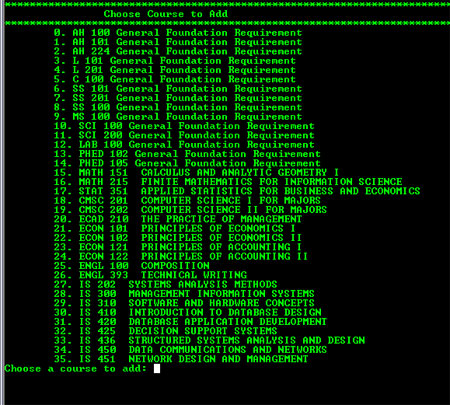 ****************************************************************
Choose Course to Add
****************************************************************
0. AH 100 General Foundation Requirement
1. AH 101 General Foundation Requirement
2. AH 224 General Foundation Requirement
3. L 101 General Foundation Requirement
4. L 201 General Foundation Requirement
5. C 100 General Foundation Requirement
6. SS 101 General Foundation Requirement
7. SS 201 General Foundation Requirement
8. SS 100 General Foundation Requirement
9. MS 100 General Foundation Requirement
10. SCI 100 General Foundation Requirement
11. SCI 200 General Foundation Requirement
12. LAB 100 General Foundation Requirement
13. PHED 102 General Foundation Requirement
14. PHED 105 General Foundation Requirement
15. MATH 151 CALCULUS AND ANALYTIC GEOMETRY I
16. MATH 215 FINITE MATHEMATICS FOR INFORMATION SCIENCE
17. STAT 351 APPLIED STATISTICS FOR BUSINESS AND ECONOMICS
18. CMSC 201 COMPUTER SCIENCE I FOR MAJORS
19. CMSC 202 COMPUTER SCIENCE II FOR MAJORS
20. ECAD 210 THE PRACTICE OF MANAGEMENT
21. ECON 101 PRINCIPLES OF ECONOMICS I
22. ECON 102 PRINCIPLES OF ECONOMICS II
23. ECON 121 PRINCIPLES OF ACCOUNTING I
24. ECON 122 PRINCIPLES OF ACCOUNTING II
25. ENGL 100 COMPOSITION
26. ENGL 393 TECHNICAL WRITING
27. IS 202 SYSTEMS ANALYSIS METHODS
28. IS 300 MANAGEMENT INFORMATION SYSTEMS
29. IS 310 SOFTWARE AND HARDWARE CONCEPTS
30. IS 410 INTRODUCTION TO DATABASE DESIGN
31. IS 420 DATABASE APPLICATION DEVELOPMENT
32. IS 425 DECISION SUPPORT SYSTEMS
33. IS 436 STRUCTURED SYSTEMS ANALYSIS AND DESIGN
34. IS 450 DATA COMMUNICATIONS AND NETWORKS
35. IS 451 NETWORK DESIGN AND MANAGEMENT
Choose a course to add: